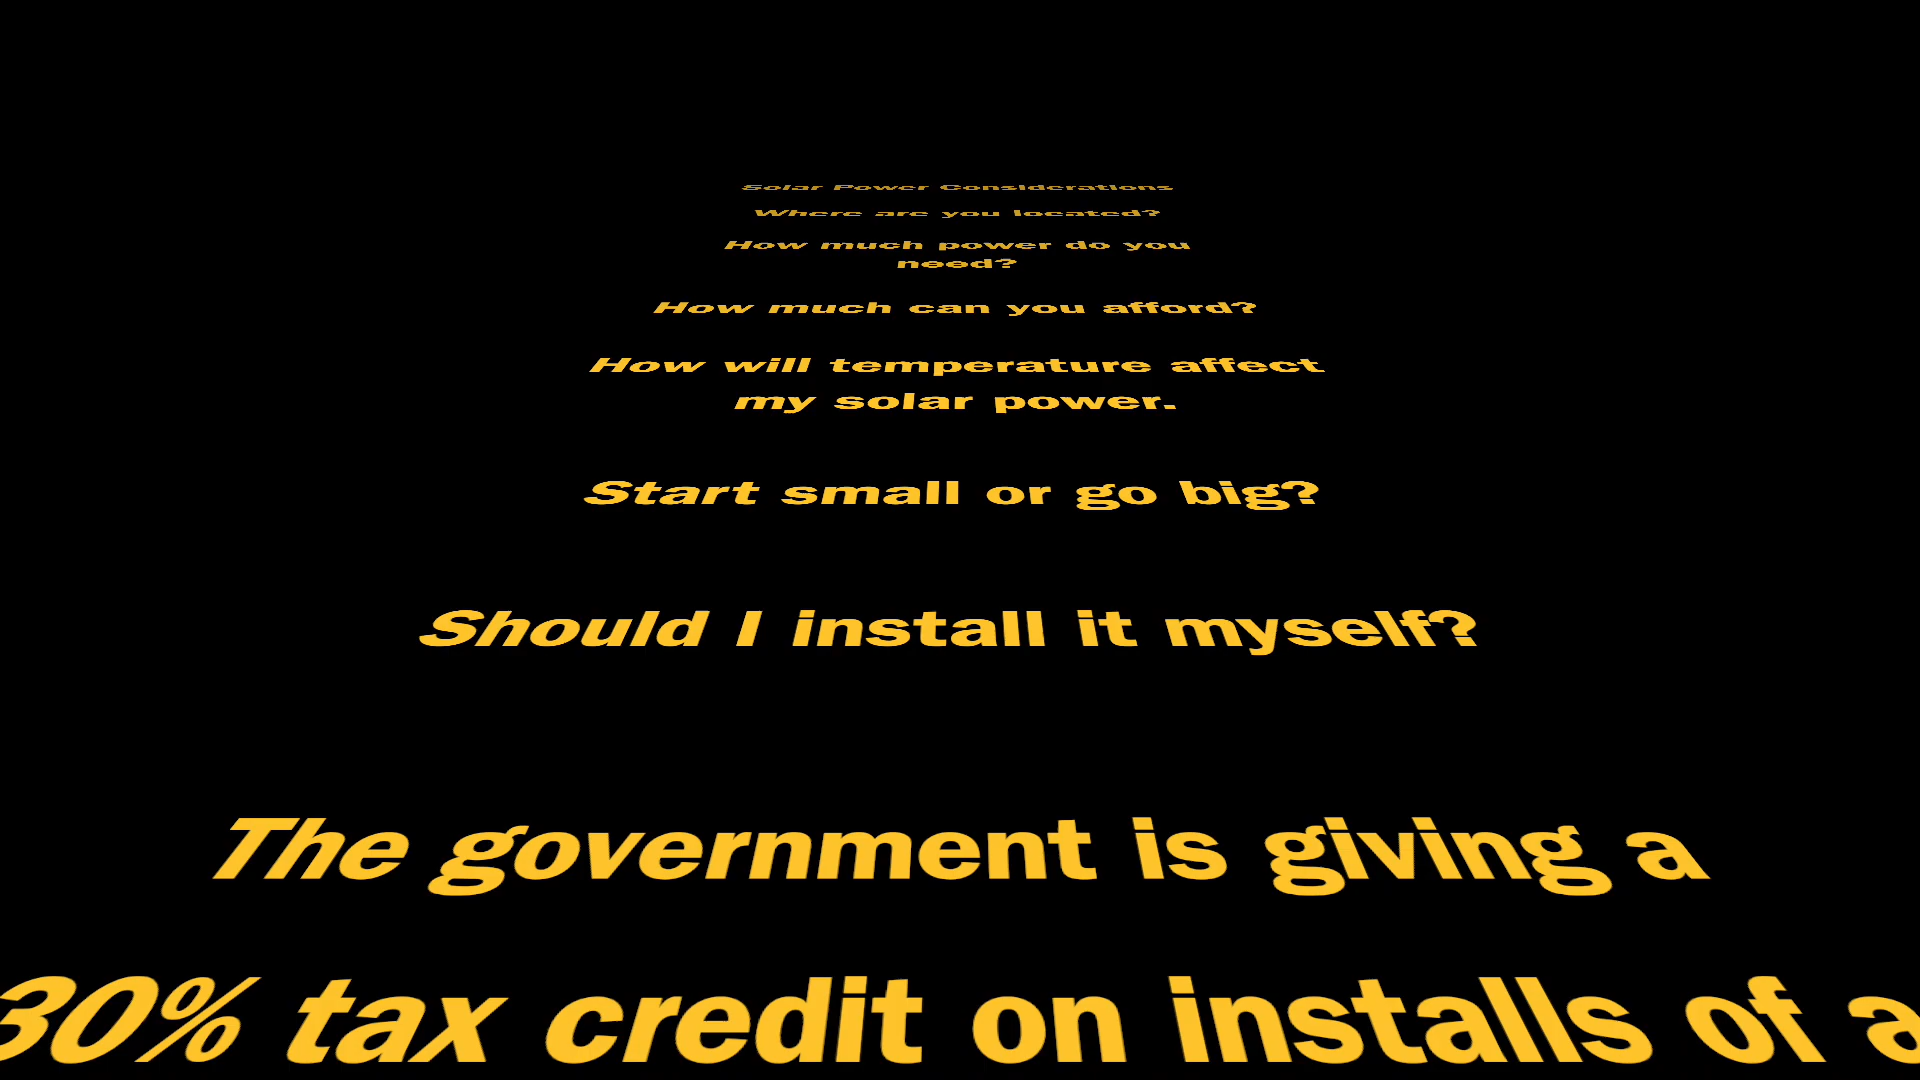 Solar Power Considerations
Where are you located?
How much power do you
need?
How much can you afford?
How will temperature affect
my solar power.
Start small or go big?
Should I install it myself?
The government is giving a
30% tax credit on installs of a